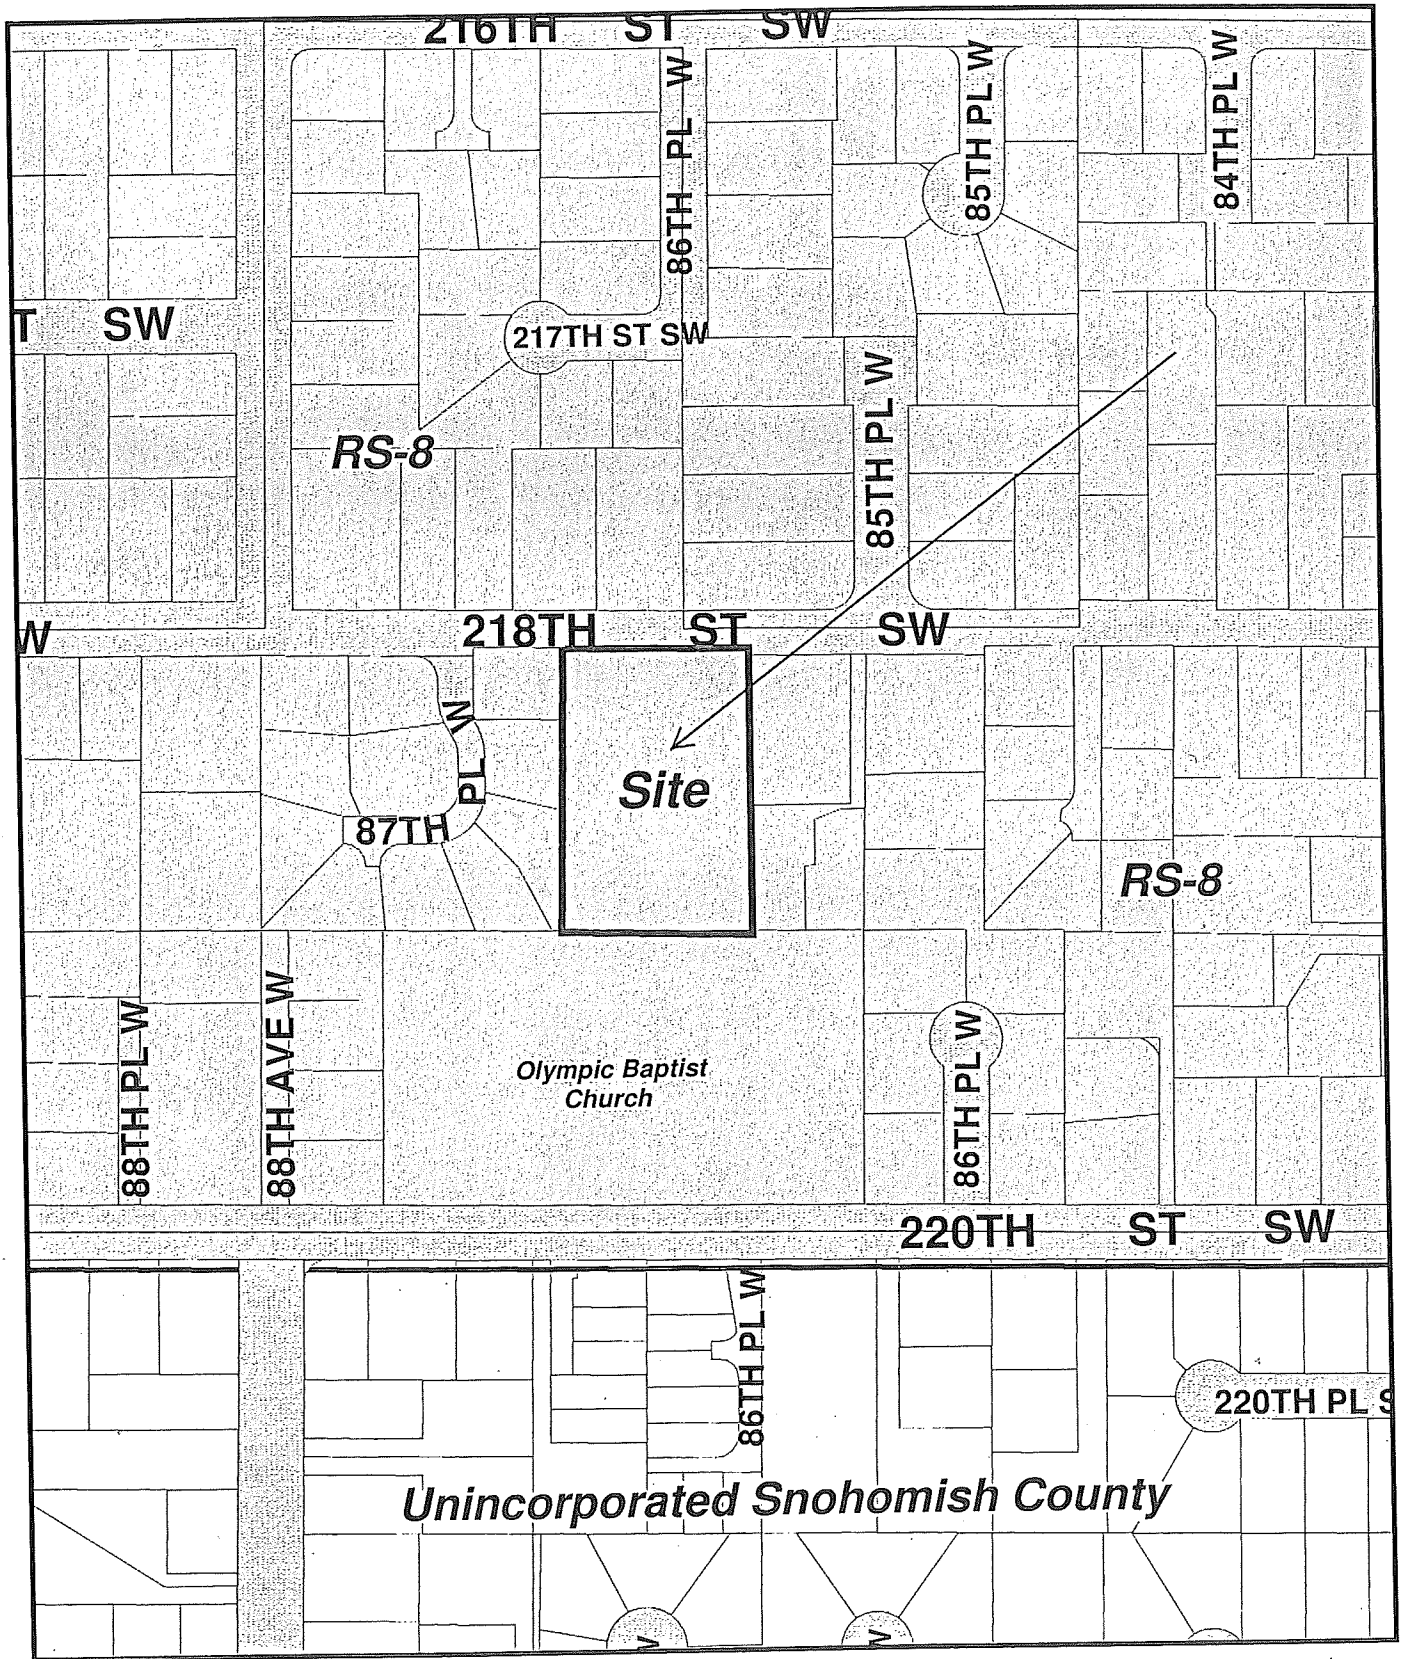 216TH ST SW
86TH PL W
85TH PL W
84TH PL W
T SW
217TH ST SW
85TH PL W
RS-8
W
218TH ST SW
87TH PL W
Site
RS-8
88TH PL W
88TH AVE W
Olympic Baptist
Church
86TH PL W
220TH ST SW
86TH PL W
220TH PL S
Unincorporated Snohomish County
W
W